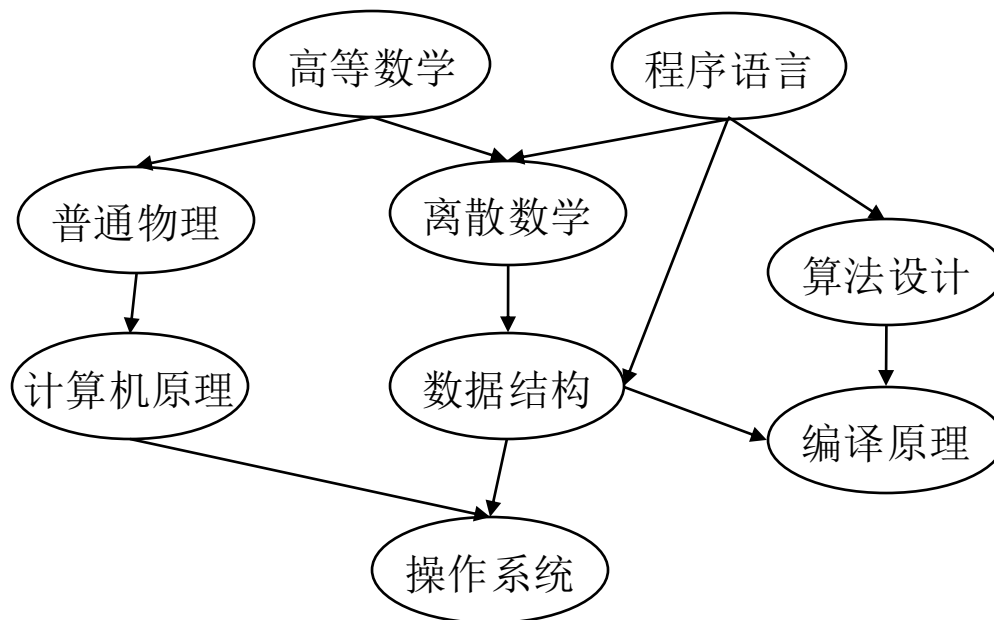 高等数学
程序语言
普通物理
离散数学
算法设计
计算机原理
数据结构
编译原理
操作系统